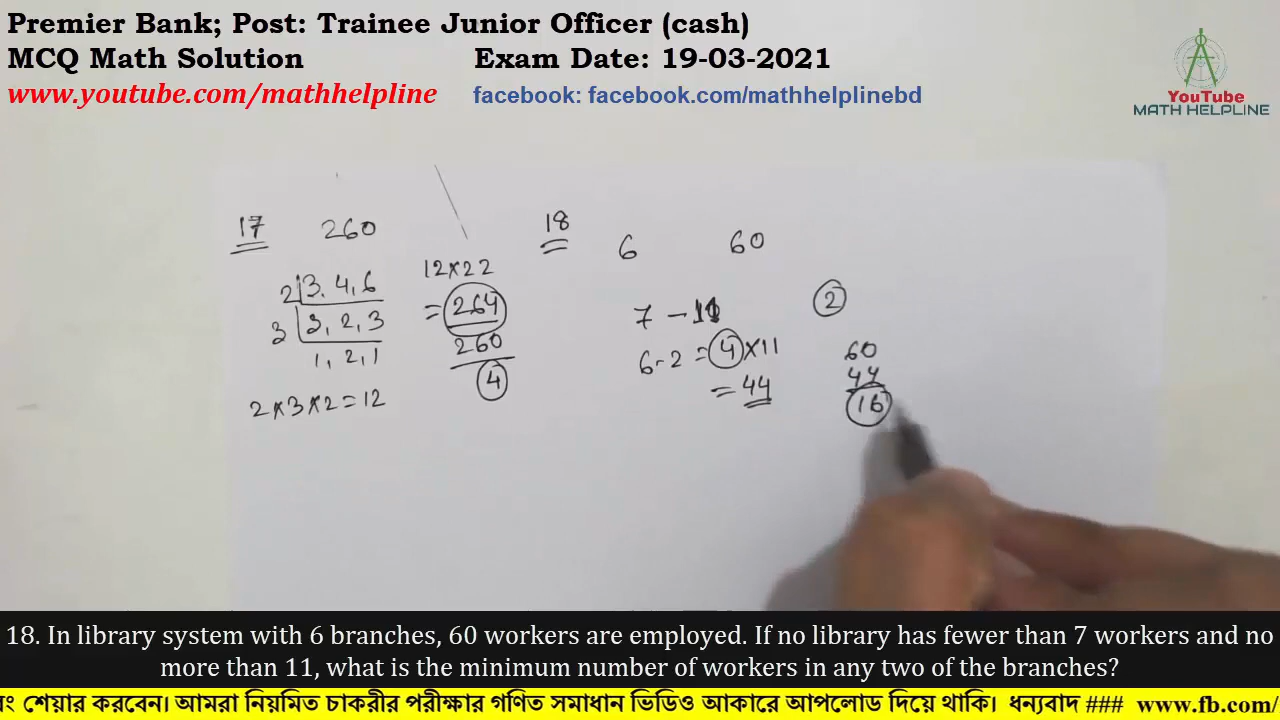 Premier Bank; Post: Trainee Junior Officer (cash)
MCQ Math Solution Exam Date: 19-03-2021
www.youtube.com/mathhelpline facebook: facebook.com/mathhelplinebd
YouTube
MATH HELPLINE
17 260
2 3, 4, 6
3 3, 2, 3
1, 2, 1
2×3×2=12
12×22
= 264
260
4
18
6 60
7 - 11
6-2 = 4×11
= 44
2
60
44
16
18. In library system with 6 branches, 60 workers are employed. If no library has fewer than 7 workers and no
more than 11, what is the minimum number of workers in any two of the branches?
ং শেয়ার করবেন। আমরা নিয়মিত চাকরীর পরীক্ষার গণিত সমাধান ভিডিও আকারে আপলোড দিয়ে থাকি। ধন্যবাদ ### www.fb.com/